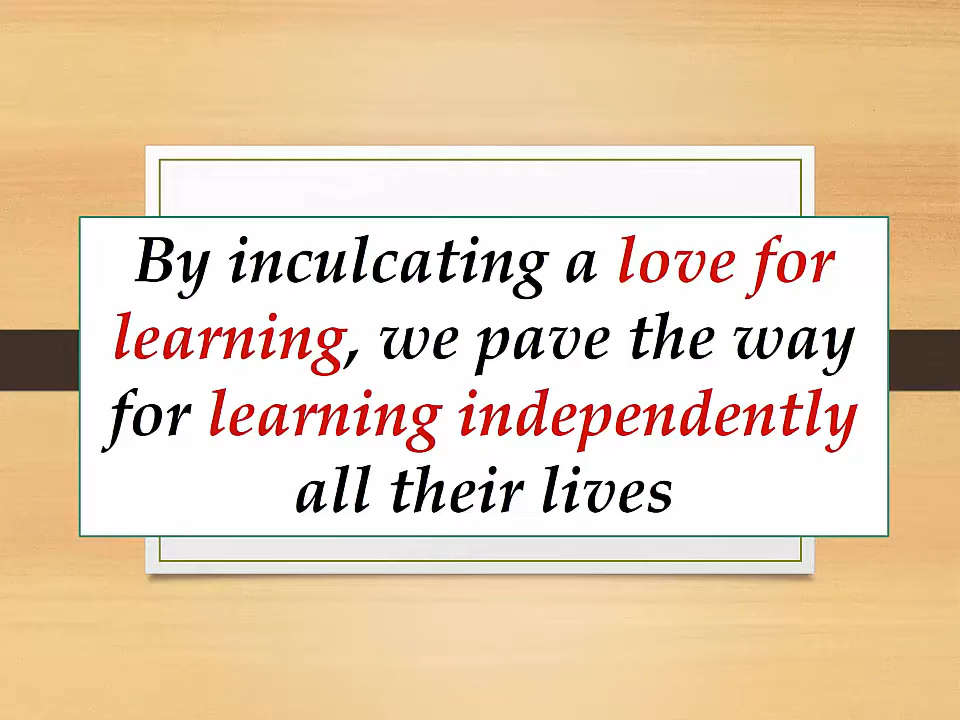 By inculcating a love for
learning, we pave the way
for learning independently
all their lives